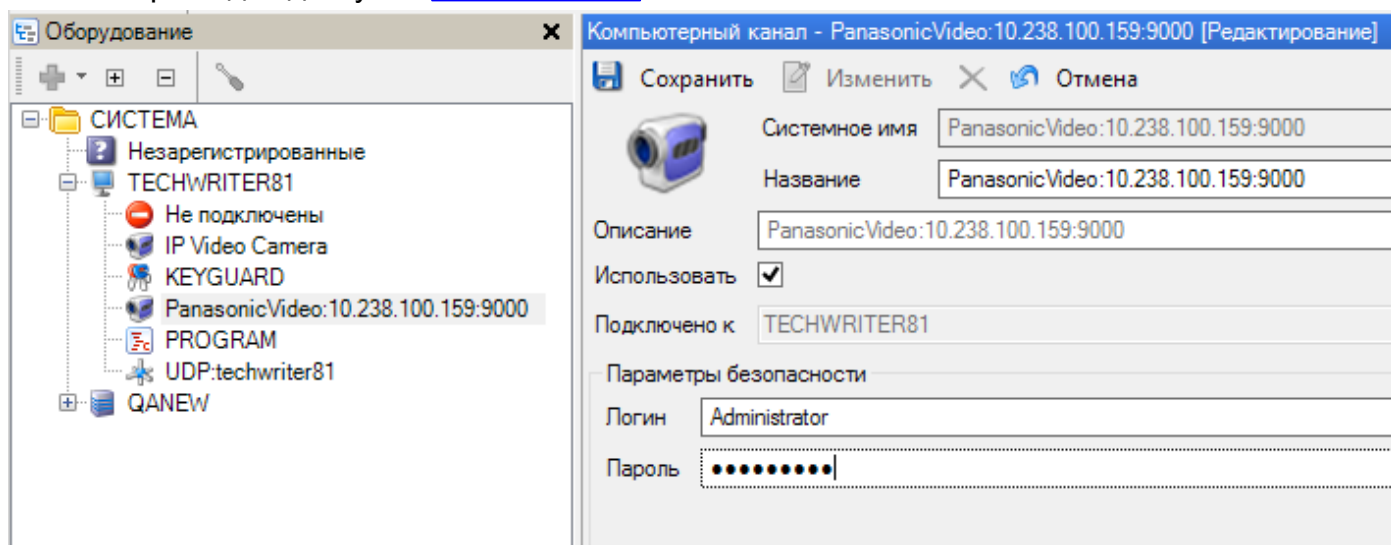 Оборудование
СИСТЕМА
Незарегистрированные
TECHWRITER81
Не подключены
IP Video Camera
KEYGUARD
PanasonicVideo:10.238.100.159:9000
PROGRAM
UDP:techwriter81
QANEW
Компьютерный канал - PanasonicVideo:10.238.100.159:9000 [Редактирование]
Сохранить Изменить Отмена
Системное имя PanasonicVideo:10.238.100.159:9000
Название PanasonicVideo:10.238.100.159:9000
Описание PanasonicVideo:10.238.100.159:9000
Использовать
Подключено к TECHWRITER81
Параметры безопасности
Логин Administrator
Пароль •••••••••